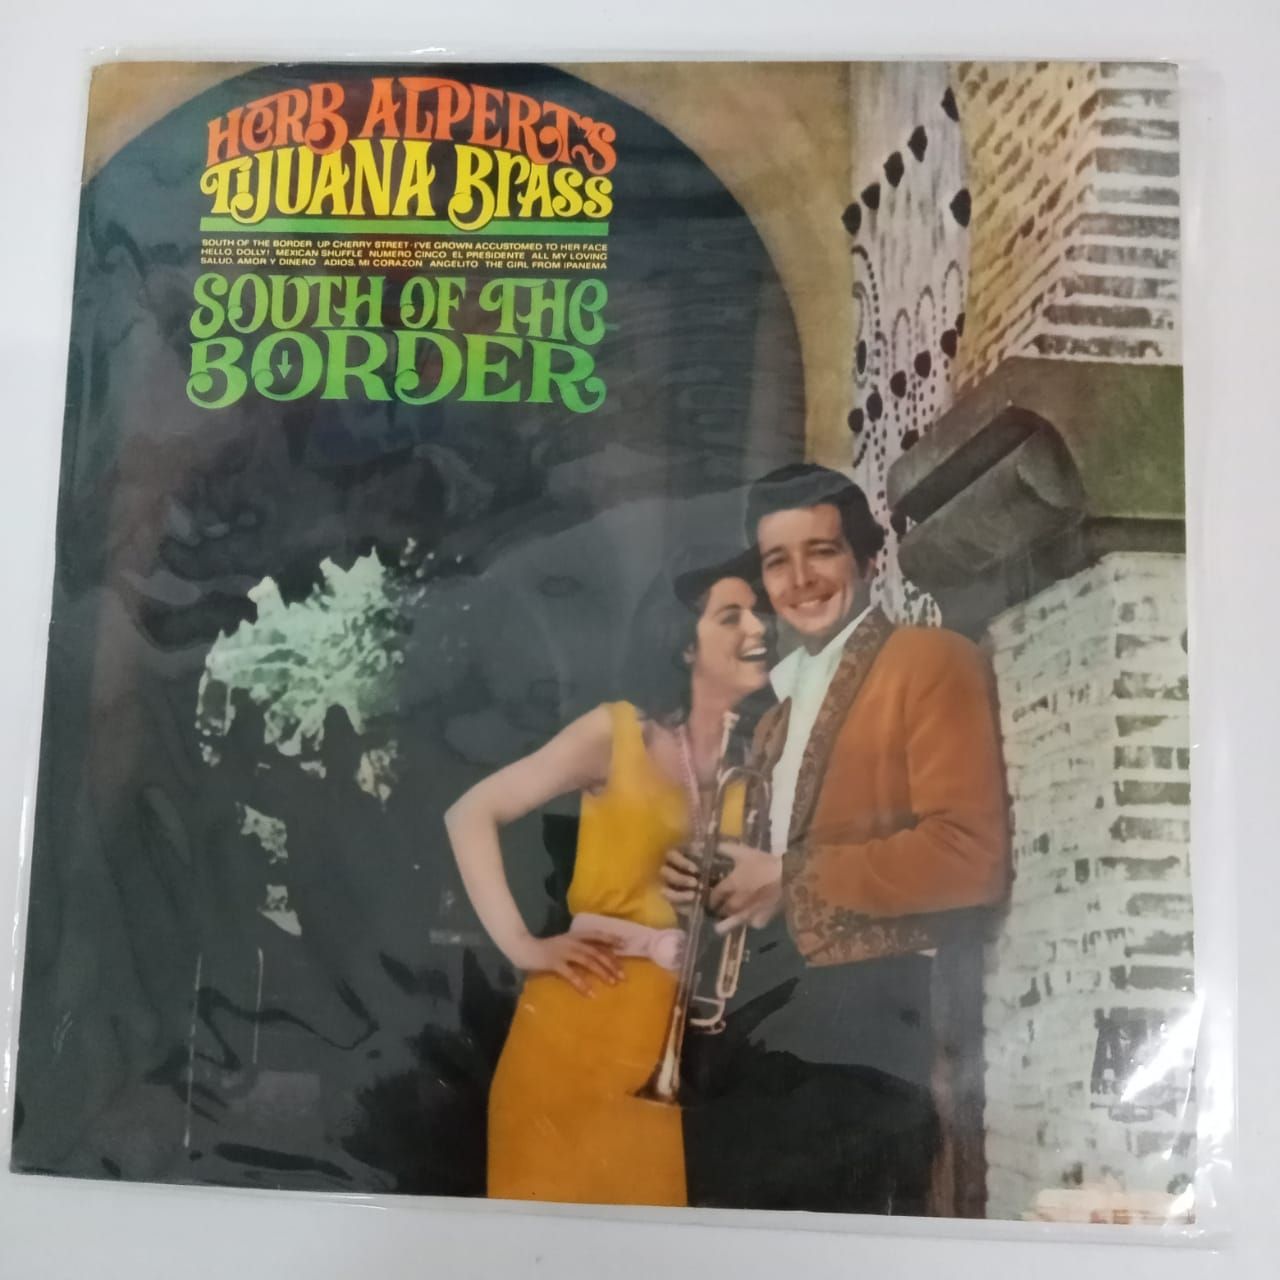 HERB ALPERT'S
TIJUANA BRASS
SOUTH OF THE BORDER UP CHERRY STREET · I'VE GROWN ACCUSTOMED TO HER FACE
HELLO, DOLLY! MEXICAN SHUFFLE NUMERO CINCO EL PRESIDENTE ALL MY LOVING
SALUD, AMOR Y DINERO ADIOS, MI CORAZON ANGELITO THE GIRL FROM IPANEMA
SOUTH OF THE
BORDER